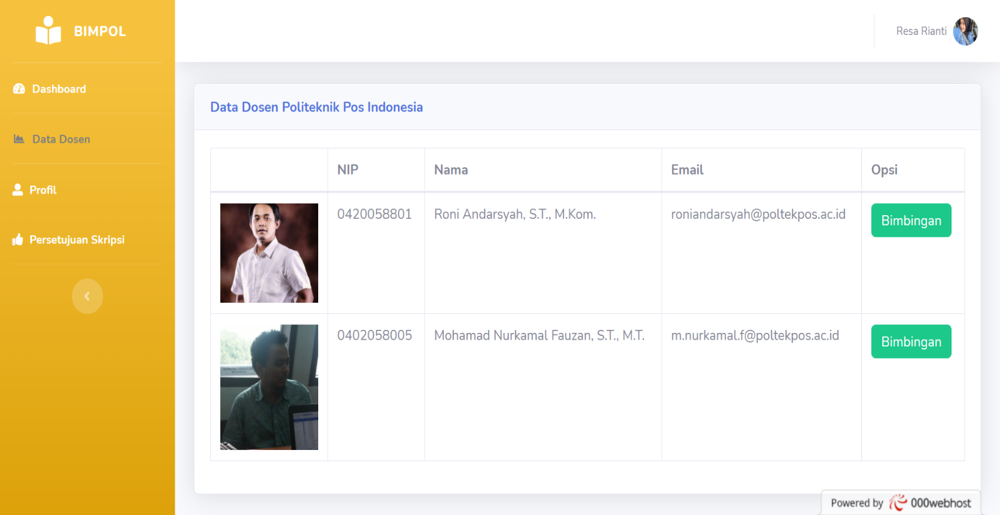 BIMPOL
Resa Rianti
Dashboard
Data Dosen
Profil
Persetujuan Skripsi
Data Dosen Politeknik Pos Indonesia
NIP Nama Email Opsi
0420058801 Roni Andarsyah, S.T., M.Kom. roniandarsyah@poltekpos.ac.id Bimbingan
0402058005 Mohamad Nurkamal Fauzan, S.T., M.T. m.nurkamal.f@poltekpos.ac.id Bimbingan
Powered by 000webhost